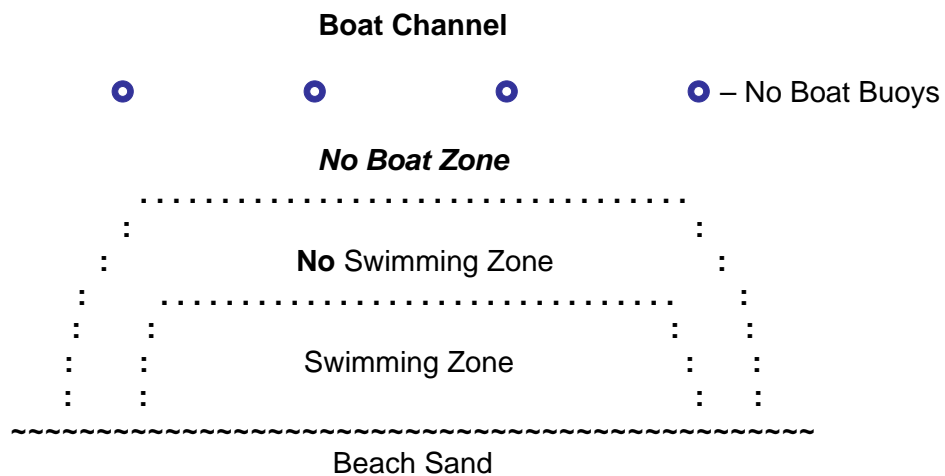 Boat Channel
– No Boat Buoys
No Boat Zone
No Swimming Zone
Swimming Zone
Beach Sand